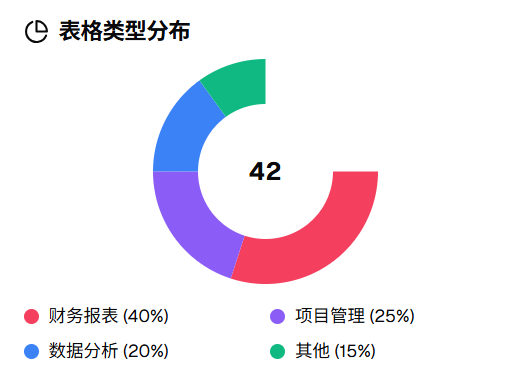 表格类型分布
42
财务报表 (40%)
项目管理 (25%)
数据分析 (20%)
其他 (15%)